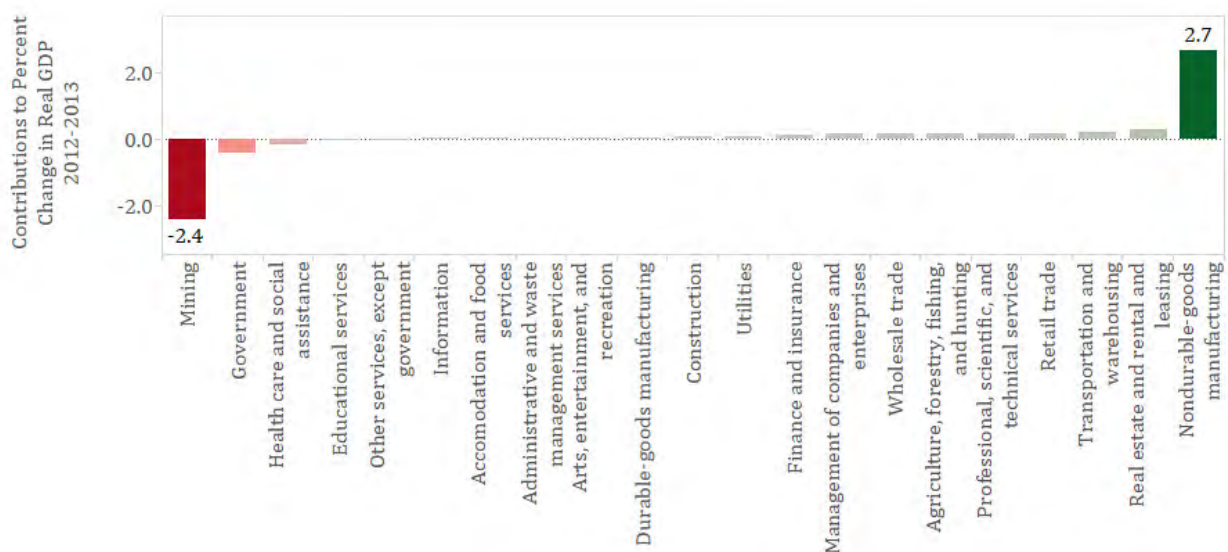 Contributions to Percent
Change in Real GDP
2012-2013
2.0
0.0
-2.0
-2.4
2.7
Mining
Government
Health care and social
assistance
Educational services
Other services, except
government
Information
Accomodation and food
services
Administrative and waste
management services
Arts, entertainment, and
recreation
Durable-goods manufacturing
Construction
Utilities
Finance and insurance
Management of companies and
enterprises
Wholesale trade
Agriculture, forestry, fishing,
and hunting
Professional, scientific, and
technical services
Retail trade
Transportation and
warehousing
Real estate and rental and
leasing
Nondurable-goods
manufacturing